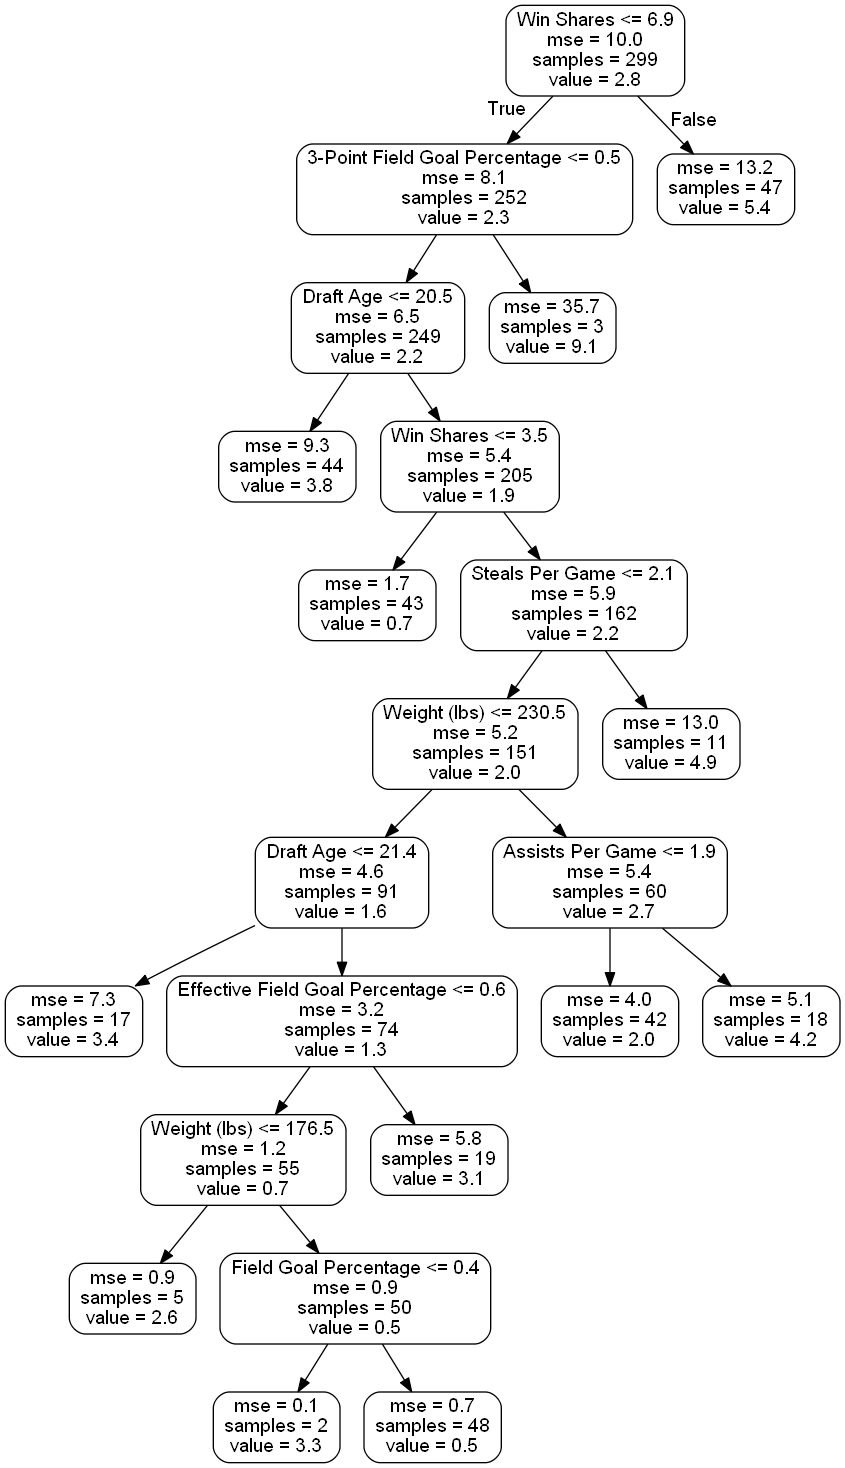 Win Shares <= 6.9
mse = 10.0
samples = 299
value = 2.8
True
False
3-Point Field Goal Percentage <= 0.5
mse = 8.1
samples = 252
value = 2.3
mse = 13.2
samples = 47
value = 5.4
Draft Age <= 20.5
mse = 6.5
samples = 249
value = 2.2
mse = 35.7
samples = 3
value = 9.1
mse = 9.3
samples = 44
value = 3.8
Win Shares <= 3.5
mse = 5.4
samples = 205
value = 1.9
mse = 1.7
samples = 43
value = 0.7
Steals Per Game <= 2.1
mse = 5.9
samples = 162
value = 2.2
Weight (lbs) <= 230.5
mse = 5.2
samples = 151
value = 2.0
mse = 13.0
samples = 11
value = 4.9
Draft Age <= 21.4
mse = 4.6
samples = 91
value = 1.6
Assists Per Game <= 1.9
mse = 5.4
samples = 60
value = 2.7
mse = 7.3
samples = 17
value = 3.4
Effective Field Goal Percentage <= 0.6
mse = 3.2
samples = 74
value = 1.3
mse = 4.0
samples = 42
value = 2.0
mse = 5.1
samples = 18
value = 4.2
Weight (lbs) <= 176.5
mse = 1.2
samples = 55
value = 0.7
mse = 5.8
samples = 19
value = 3.1
mse = 0.9
samples = 5
value = 2.6
Field Goal Percentage <= 0.4
mse = 0.9
samples = 50
value = 0.5
mse = 0.1
samples = 2
value = 3.3
mse = 0.7
samples = 48
value = 0.5